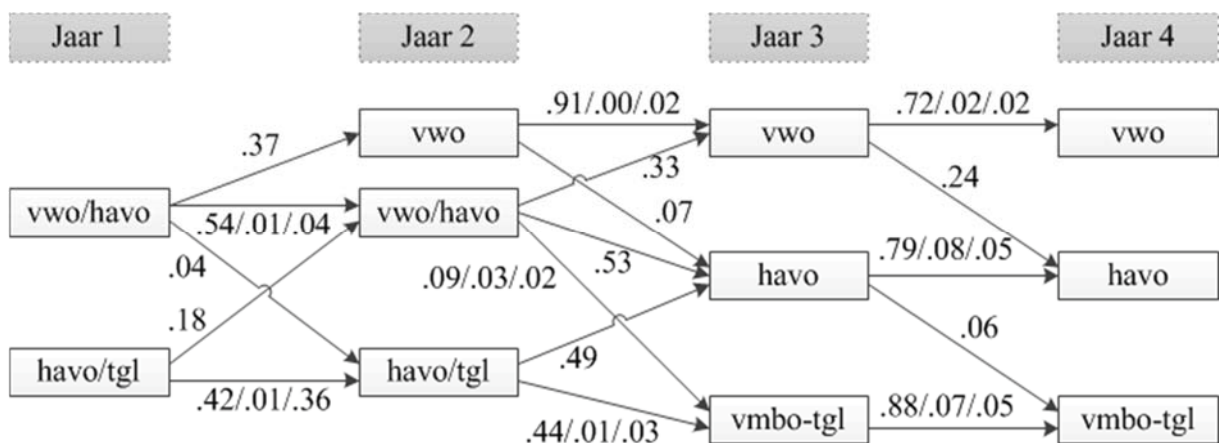 Jaar 1 Jaar 2 Jaar 3 Jaar 4
.91/.00/.02 .72/.02/.02
vwo vwo vwo
.37
.33
.24
vwo/havo .54/.01/.04 vwo/havo
.07
.79/.08/.05
.04
.09/.03/.02 .53 havo havo
.18
.06
havo/tgl havo/tgl .49
.42/.01/.36
.88/.07/.05
vmbo-tgl vmbo-tgl
.44/.01/.03